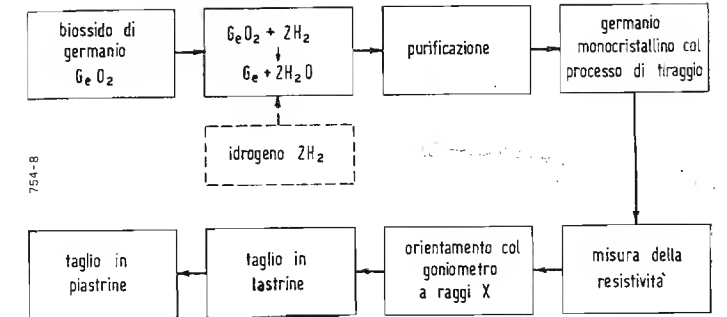 biossido di
germanio
GeO2
GeO2 + 2H2
Ge + 2H2O
purificazione
germanio
monocristallino col
processo di tiraggio
idrogeno 2H2
754-8
taglio in
piastrine
taglio in
lastrine
orientamento col
goniometro
a raggi X
misura della
resistività